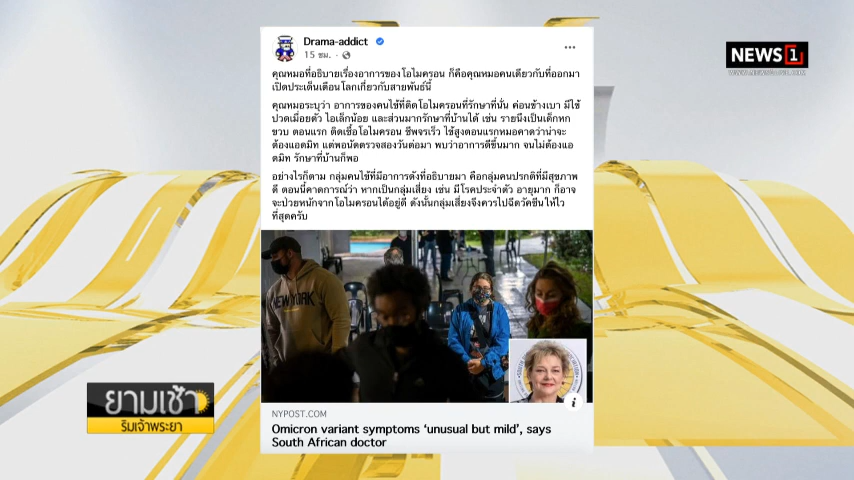 Drama-addict
15 ชม. ·
NEWS 1
คุณหมอที่อธิบายเรื่องอาการของโอไมครอน ก็คือคุณหมอคนเดียวกับที่ออกมา
เปิดประเด็นเตือนโลกเกี่ยวกับสายพันธุ์นี้
คุณหมอระบุว่า อาการของคนไข้ที่ติดโอไมครอนที่รักษาที่นั่น ค่อนข้างเบา มีไข้
ปวดเมื่อยตัว ไอเล็กน้อย และส่วนมากรักษาที่บ้านได้ เช่น รายนึงเป็นเด็กหก
ขวบ ตอนแรก ติดเชื้อโอไมครอน ชีพจรเร็ว ไข้สูงตอนแรกหมอคาดว่าน่าจะ
ต้องแอดมิท แต่พอนัดตรวจสองวันต่อมา พบว่าอาการดีขึ้นมาก จนไม่ต้องแอ
ดมิท รักษาที่บ้านก็พอ
อย่างไรก็ตาม กลุ่มคนไข้ที่มีอาการดังที่อธิบายมา คือกลุ่มคนปรกติที่มีสุขภาพ
ดี ตอนนี้คาดการณ์ว่า หากเป็นกลุ่มเสี่ยง เช่น มีโรคประจำตัว อายุมาก ก็อาจ
จะป่วยหนักจากโอไมครอนได้อยู่ดี ดังนั้นกลุ่มเสี่ยงจึงควรไปฉีดวัคซีนให้ไว
ที่สุดครับ
NEW YORK
ยามเช้า
ริมเจ้าพระยา
NYPOST.COM
Omicron variant symptoms ‘unusual but mild’, says
South African doctor